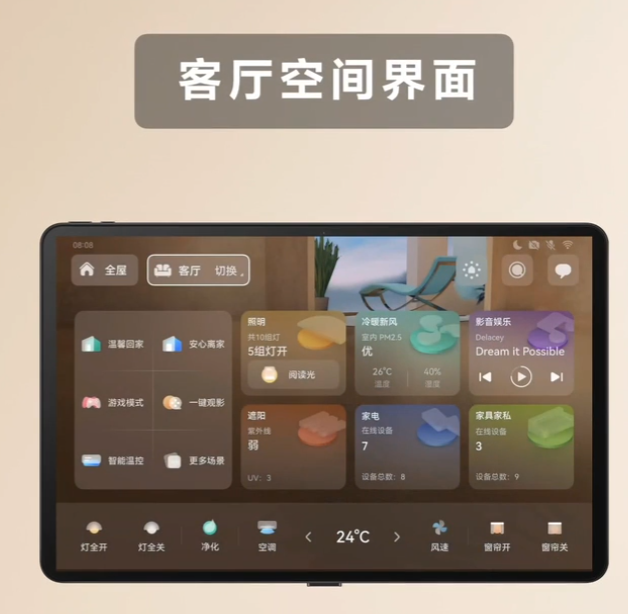 客厅空间界面
08:08
全屋
客厅 切换
温馨回家
安心离家
游戏模式
一键观影
智能温控
更多场景
照明
共10组灯
5组灯开
阅读光
冷暖新风
室内 PM2.5
优
26°C
温度
40%
湿度
影音娱乐
Delacey
Dream it Possible
遮阳
紫外线
弱
UV：3
家电
在线设备
7
设备总数：8
家具家私
在线设备
3
设备总数：9
灯全开
灯全关
净化
空调
24°C
风速
窗帘开
窗帘关